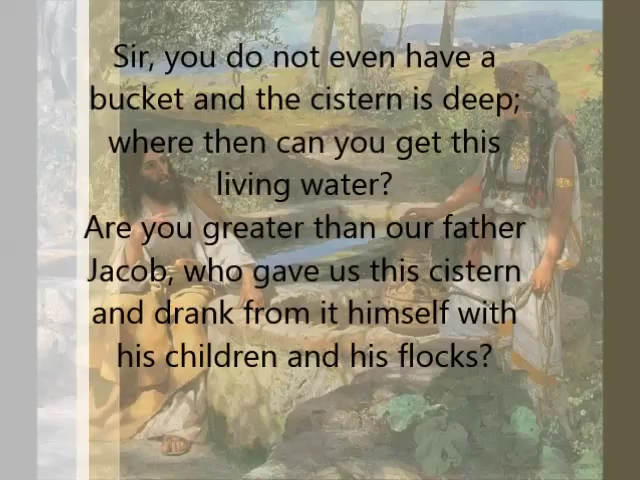 Sir, you do not even have a
bucket and the cistern is deep;
where then can you get this
living water?
Are you greater than our father
Jacob, who gave us this cistern
and drank from it himself with
his children and his flocks?